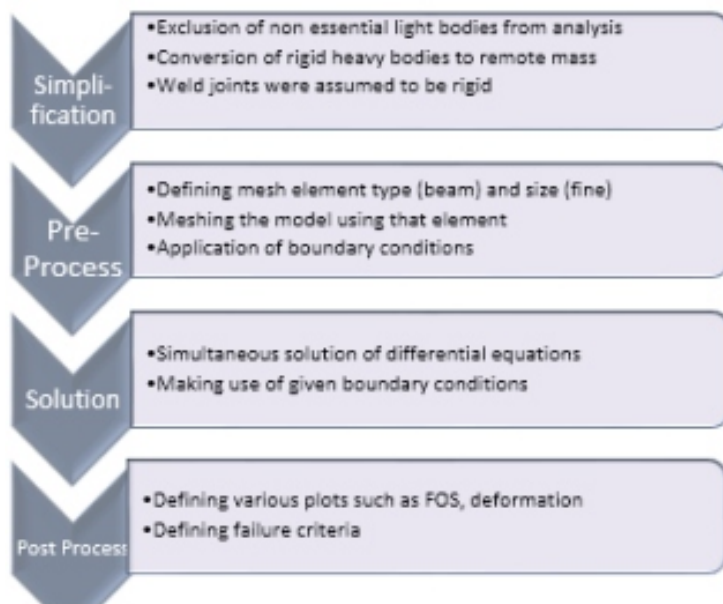 Simpli-
fication
•Exclusion of non essential light bodies from analysis
•Conversion of rigid heavy bodies to remote mass
•Weld joints were assumed to be rigid
Pre-
Process
•Defining mesh element type (beam) and size (fine)
•Meshing the model using that element
•Application of boundary conditions
Solution
•Simultaneous solution of differential equations
•Making use of given boundary conditions
Post Process
•Defining various plots such as FOS, deformation
•Defining failure criteria